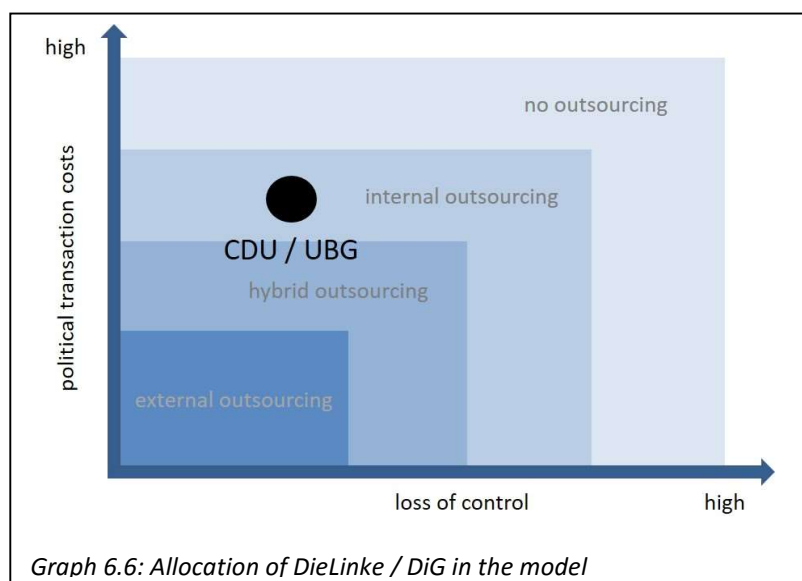 high
no outsourcing
internal outsourcing
CDU / UBG
hybrid outsourcing
external outsourcing
political transaction costs
loss of control
high
Graph 6.6: Allocation of DieLinke / DiG in the model